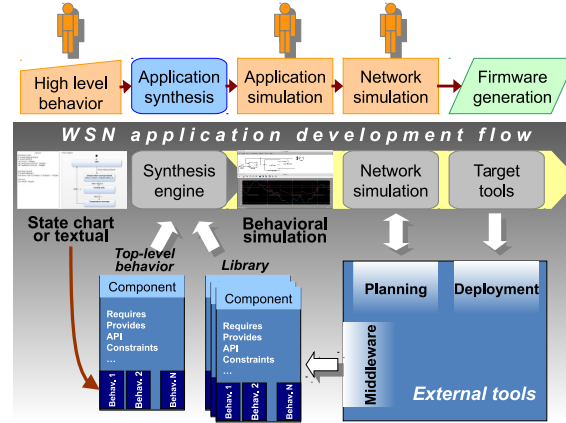 High level
behavior
Application
synthesis
Application
simulation
Network
simulation
Firmware
generation
WSN application development flow
Synthesis
engine
Network
simulation
Target
tools
State chart
or textual
Behavioral
simulation
Top-level
behavior
Library
Component
Requires
Provides
API
Constraints
...
Behav. 1
Behav. 2
Behav. N
Component
Requires
Provides
API
Constraints
...
Behav. 1
Behav. 2
Behav. N
Planning
Deployment
Middleware
External tools